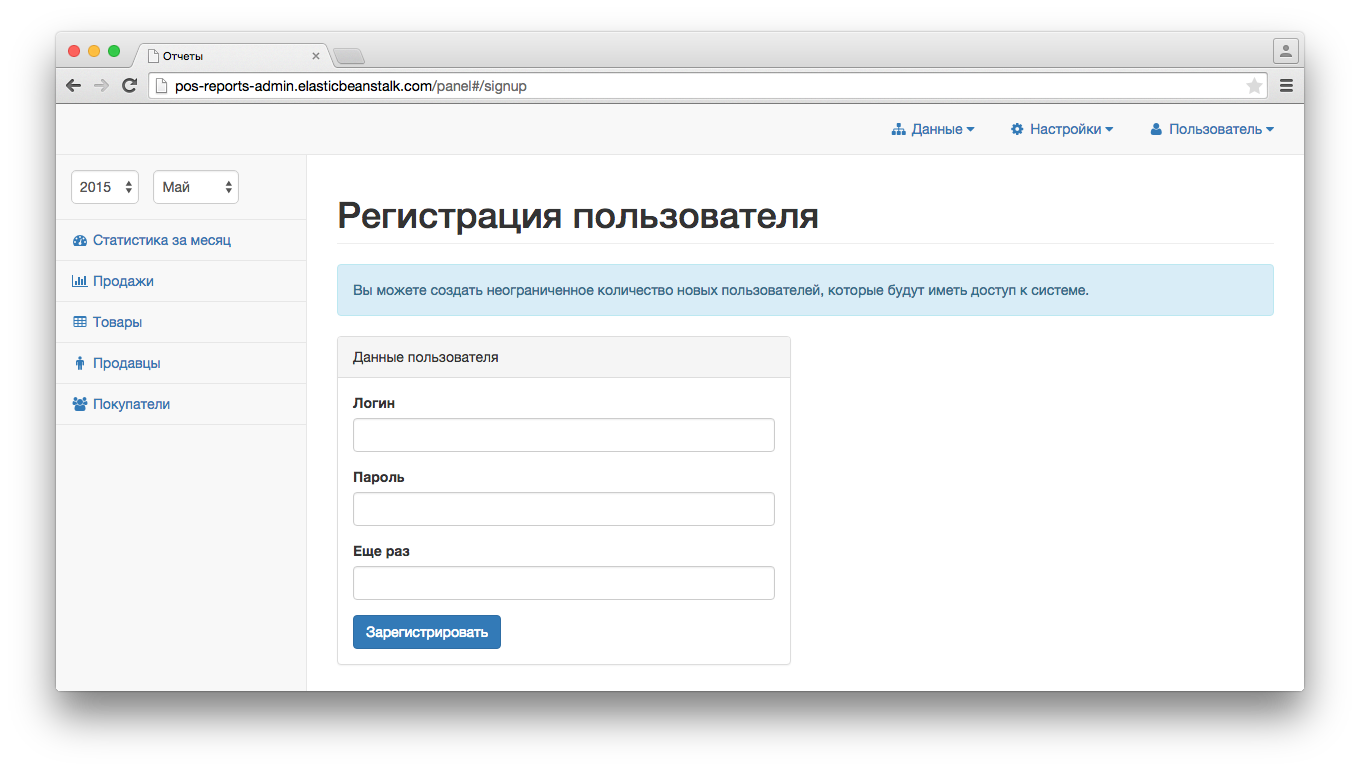 Отчеты
pos-reports-admin.elasticbeanstalk.com/panel#/signup
Данные Настройки Пользователь
2015 Май
Статистика за месяц
Продажи
Товары
Продавцы
Покупатели
Регистрация пользователя
Вы можете создать неограниченное количество новых пользователей, которые будут иметь доступ к системе.
Данные пользователя
Логин
Пароль
Еще раз
Зарегистрировать